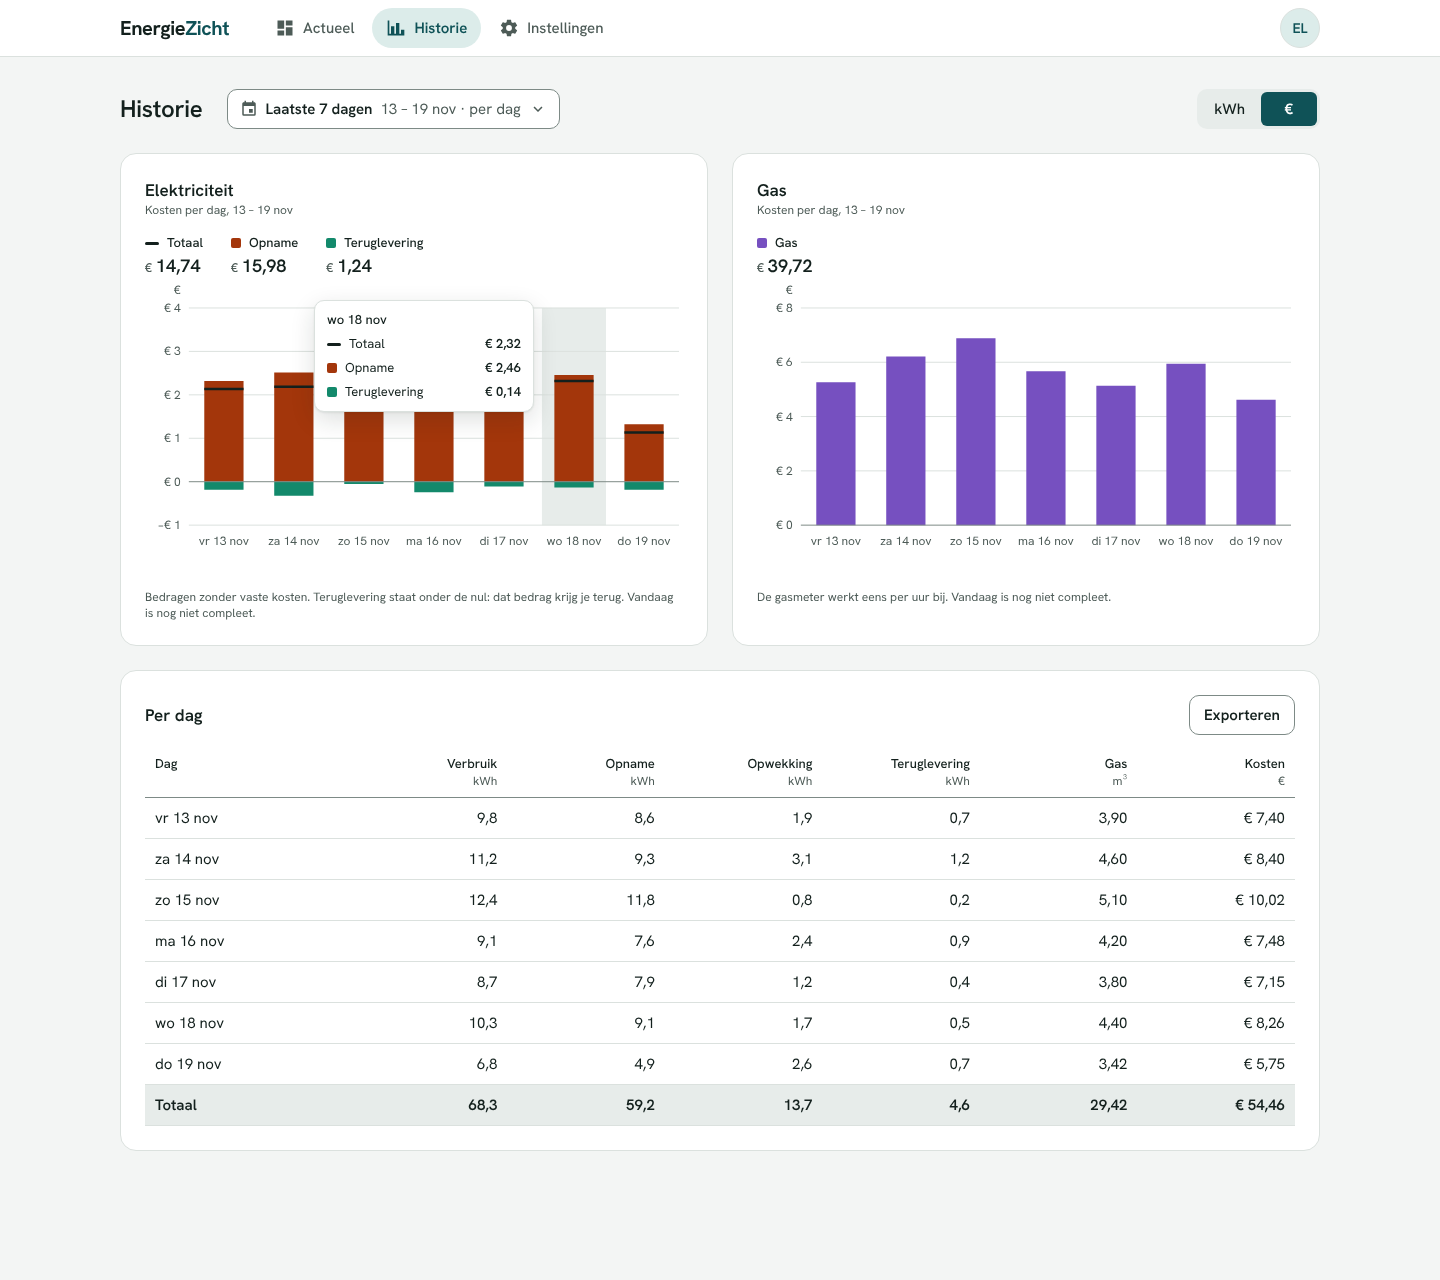 EnergieZicht
Actueel
Historie
Instellingen
EL
Historie
Laatste 7 dagen 13 – 19 nov · per dag
kWh
€
Elektriciteit
Kosten per dag, 13 – 19 nov
Totaal
€ 14,74
Opname
€ 15,98
Teruglevering
€ 1,24
€
€ 4
€ 3
€ 2
€ 1
€ 0
−€ 1
wo 18 nov
Totaal € 2,32
Opname € 2,46
Teruglevering € 0,14
vr 13 nov za 14 nov zo 15 nov ma 16 nov di 17 nov wo 18 nov do 19 nov
Bedragen zonder vaste kosten. Teruglevering staat onder de nul: dat bedrag krijg je terug. Vandaag
is nog niet compleet.
Gas
Kosten per dag, 13 – 19 nov
Gas
€ 39,72
€
€ 8
€ 6
€ 4
€ 2
€ 0
vr 13 nov za 14 nov zo 15 nov ma 16 nov di 17 nov wo 18 nov do 19 nov
De gasmeter werkt eens per uur bij. Vandaag is nog niet compleet.
Per dag
Exporteren
Dag Verbruik Opname Opwekking Teruglevering Gas Kosten
kWh kWh kWh kWh m³ €
vr 13 nov 9,8 8,6 1,9 0,7 3,90 € 7,40
za 14 nov 11,2 9,3 3,1 1,2 4,60 € 8,40
zo 15 nov 12,4 11,8 0,8 0,2 5,10 € 10,02
ma 16 nov 9,1 7,6 2,4 0,9 4,20 € 7,48
di 17 nov 8,7 7,9 1,2 0,4 3,80 € 7,15
wo 18 nov 10,3 9,1 1,7 0,5 4,40 € 8,26
do 19 nov 6,8 4,9 2,6 0,7 3,42 € 5,75
Totaal 68,3 59,2 13,7 4,6 29,42 € 54,46